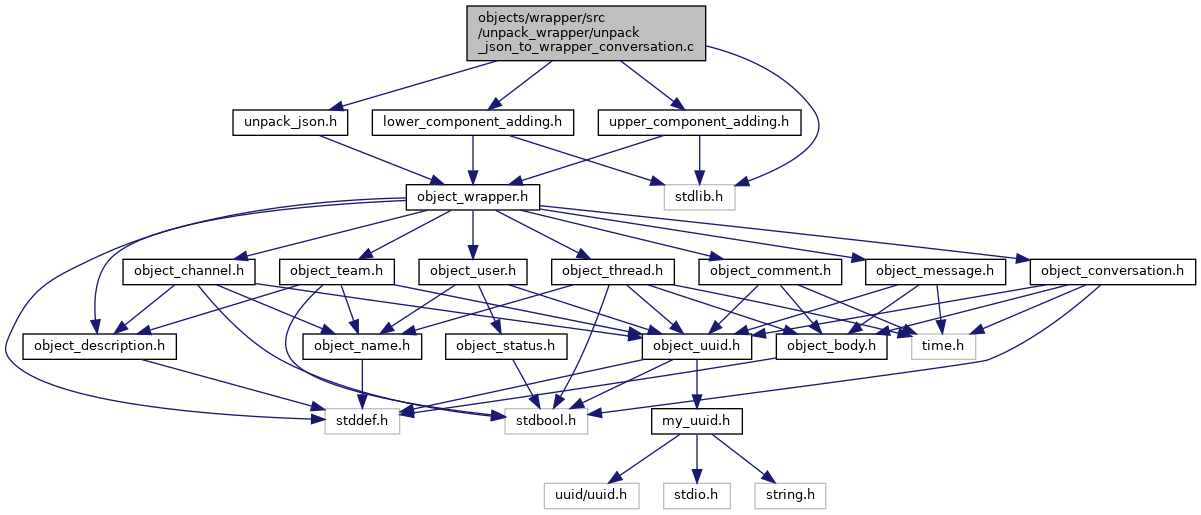 objects/wrapper/src
/unpack_wrapper/unpack
_json_to_wrapper_conversation.c
unpack_json.h
lower_component_adding.h
upper_component_adding.h
object_wrapper.h
stdlib.h
object_channel.h
object_team.h
object_user.h
object_thread.h
object_comment.h
object_message.h
object_conversation.h
object_description.h
object_name.h
object_status.h
object_uuid.h
object_body.h
time.h
stddef.h
stdbool.h
my_uuid.h
uuid/uuid.h
stdio.h
string.h